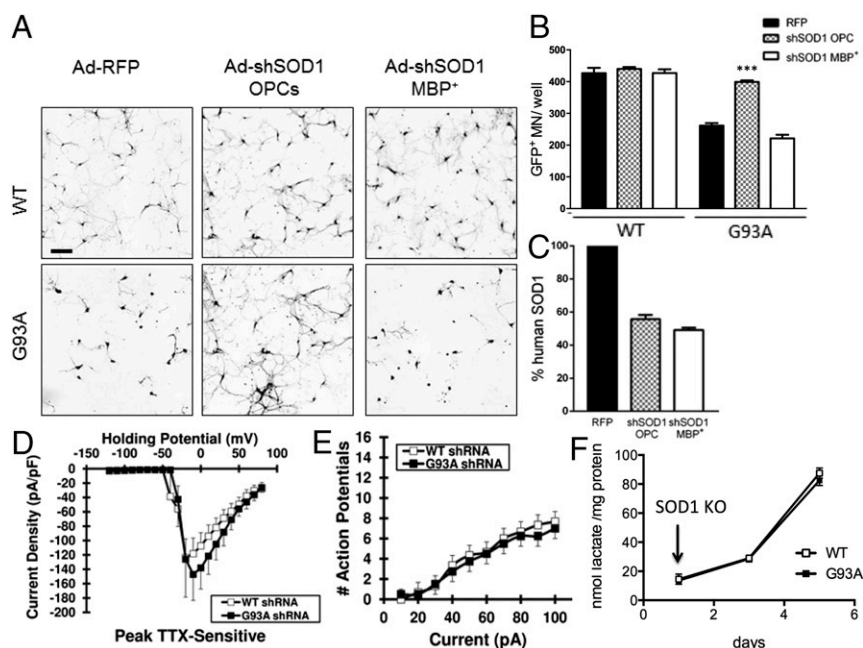 A
Ad-RFP
Ad-shSOD1
OPCs
Ad-shSOD1
MBP⁺
WT
G93A
B
RFP
shSOD1 OPC
shSOD1 MBP⁺
GFP⁺ MN/ well
500
400
300
200
100
0
***
WT
G93A
C
% human SOD1
100
80
60
40
20
0
RFP
shSOD1
OPC
shSOD1
MBP⁺
D
Holding Potential (mV)
-150 -100 -50 0 50 100
Current Density (pA/pF)
0
-20
-40
-60
-80
-100
-120
-140
-160
-180
-200
WT shRNA
G93A shRNA
Peak TTX-Sensitive
E
# Action Potentials
16
14
12
10
8
6
4
2
0
WT shRNA
G93A shRNA
0 20 40 60 80 100
Current (pA)
F
nmol lactate /mg protein
100
80
60
40
20
0
SOD1 KO
WT
G93A
0 2 4 6
days